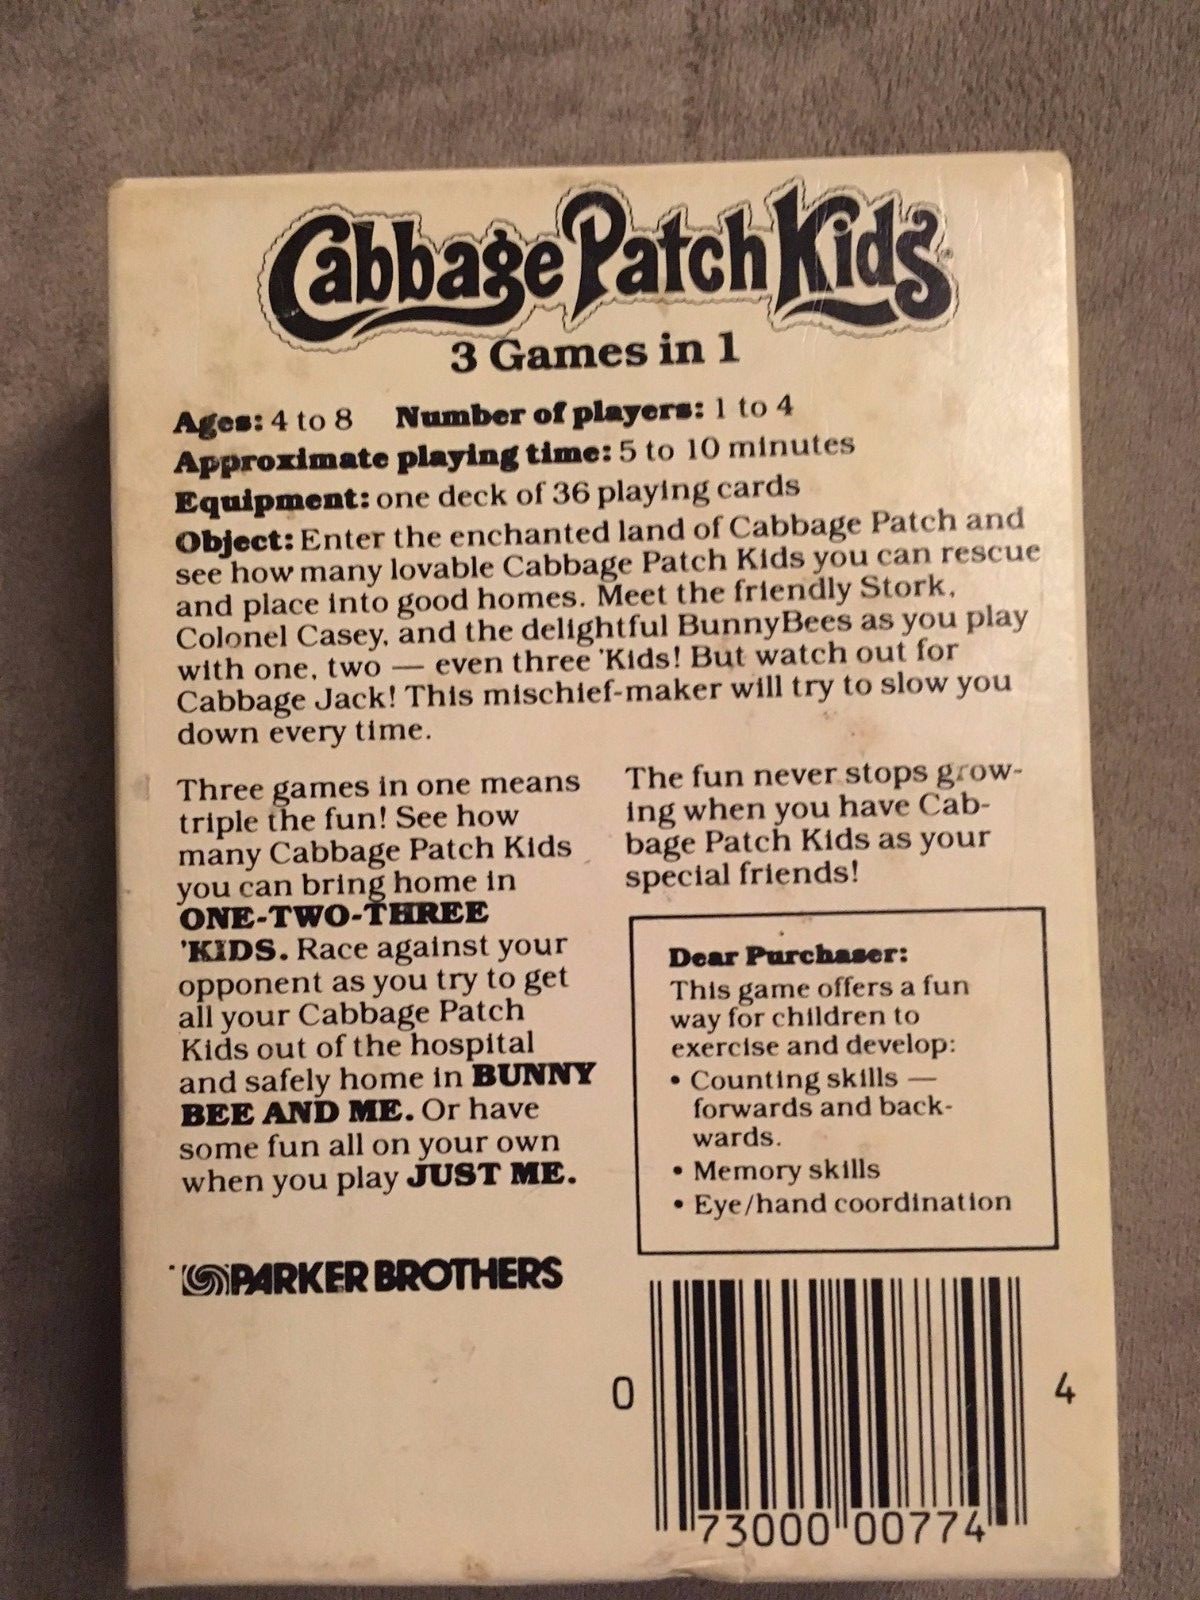 Cabbage Patch Kids®
3 Games in 1
Ages: 4 to 8 Number of players: 1 to 4
Approximate playing time: 5 to 10 minutes
Equipment: one deck of 36 playing cards
Object: Enter the enchanted land of Cabbage Patch and
see how many lovable Cabbage Patch Kids you can rescue
and place into good homes. Meet the friendly Stork,
Colonel Casey, and the delightful BunnyBees as you play
with one, two — even three 'Kids! But watch out for
Cabbage Jack! This mischief-maker will try to slow you
down every time.
Three games in one means
triple the fun! See how
many Cabbage Patch Kids
you can bring home in
ONE-TWO-THREE
'KIDS. Race against your
opponent as you try to get
all your Cabbage Patch
Kids out of the hospital
and safely home in BUNNY
BEE AND ME. Or have
some fun all on your own
when you play JUST ME.
The fun never stops grow-
ing when you have Cab-
bage Patch Kids as your
special friends!
Dear Purchaser:
This game offers a fun
way for children to
exercise and develop:
• Counting skills —
forwards and back-
wards.
• Memory skills
• Eye/hand coordination
PARKER BROTHERS
0 73000 00774 4